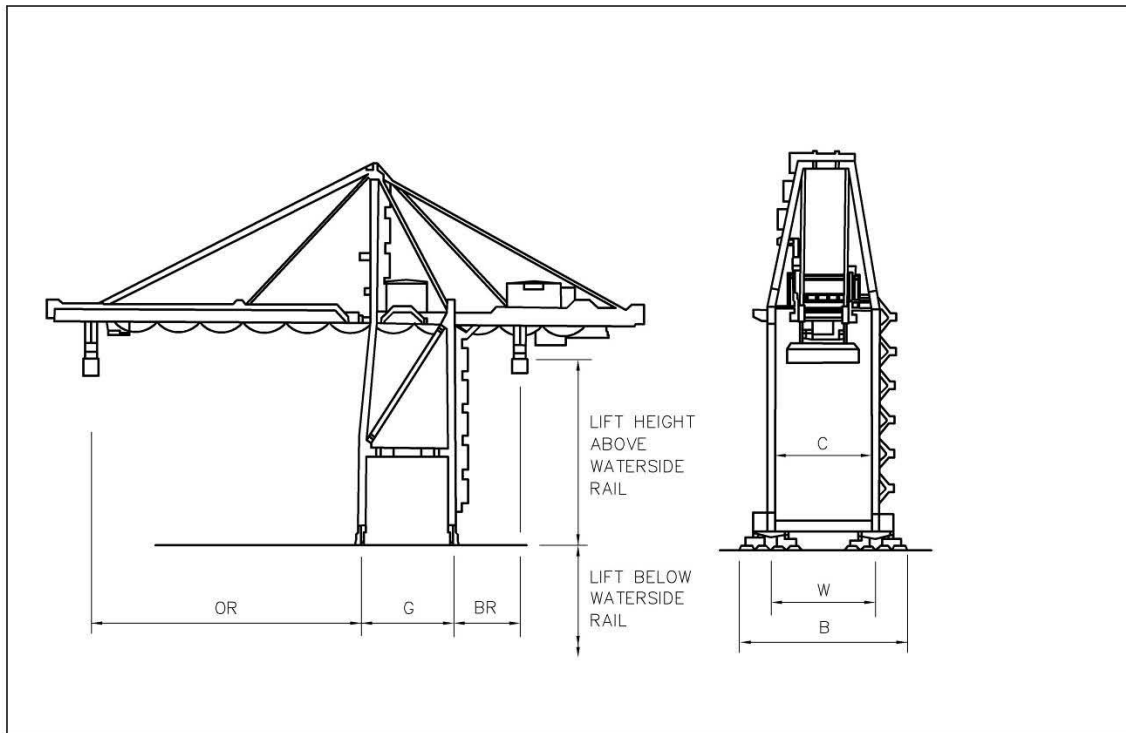 LIFT HEIGHT
ABOVE
WATERSIDE
RAIL
LIFT BELOW
WATERSIDE
RAIL
OR
G
BR
C
W
B